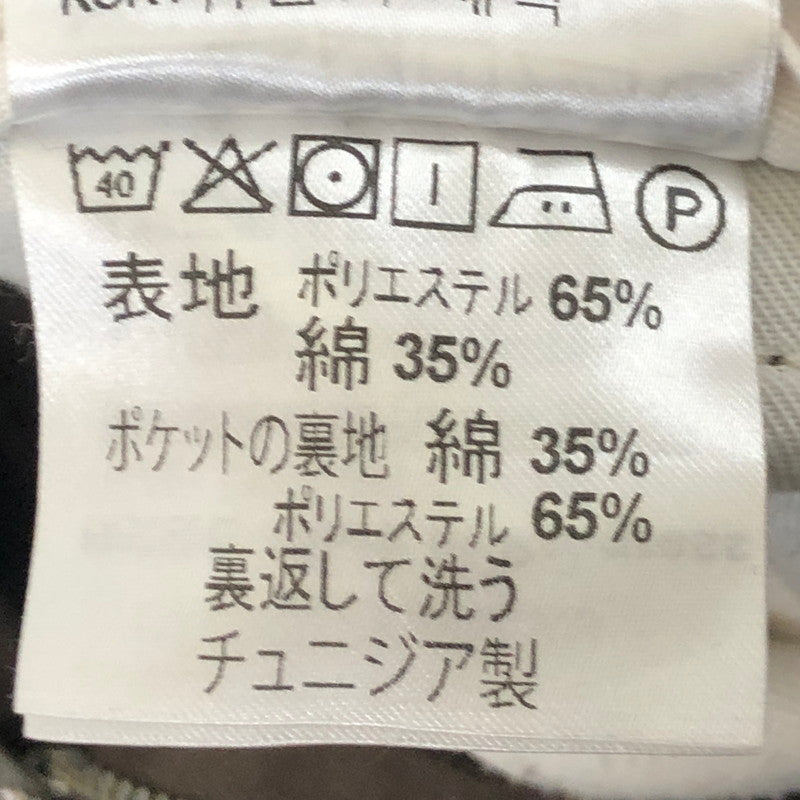 40 P
表地 ポリエステル 65%
綿 35%
ポケットの裏地 綿 35%
ポリエステル 65%
裏返して洗う
チュニジア製